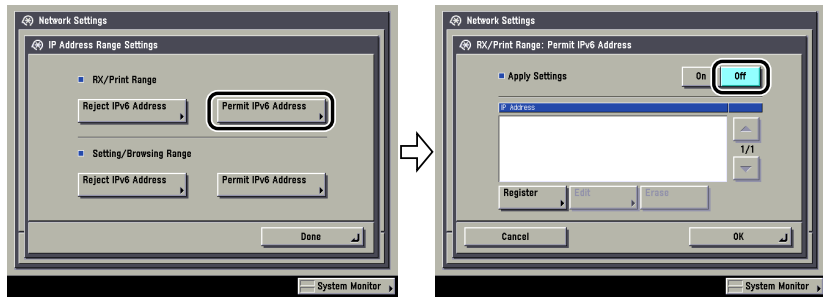 Network Settings
IP Address Range Settings
RX/Print Range
Reject IPv6 Address
Permit IPv6 Address
Setting/Browsing Range
Reject IPv6 Address
Permit IPv6 Address
Done
System Monitor
Network Settings
RX/Print Range: Permit IPv6 Address
Apply Settings
On
Off
IP Address
1/1
Register
Edit
Erase
Cancel
OK
System Monitor